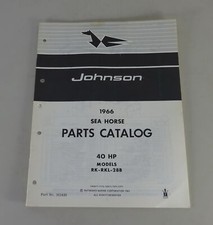 Johnson
1966
SEA HORSE
PARTS CATALOG
40 HP
MODELS
RK-RKL-28B